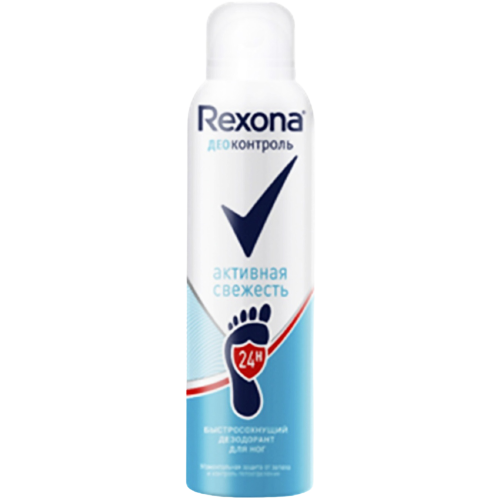 Rexona
ДЕОКОНТРОЛЬ
активная
свежесть
24H
БЫСТРОСОХНУЩИЙ
ДЕЗОДОРАНТ
ДЛЯ НОГ